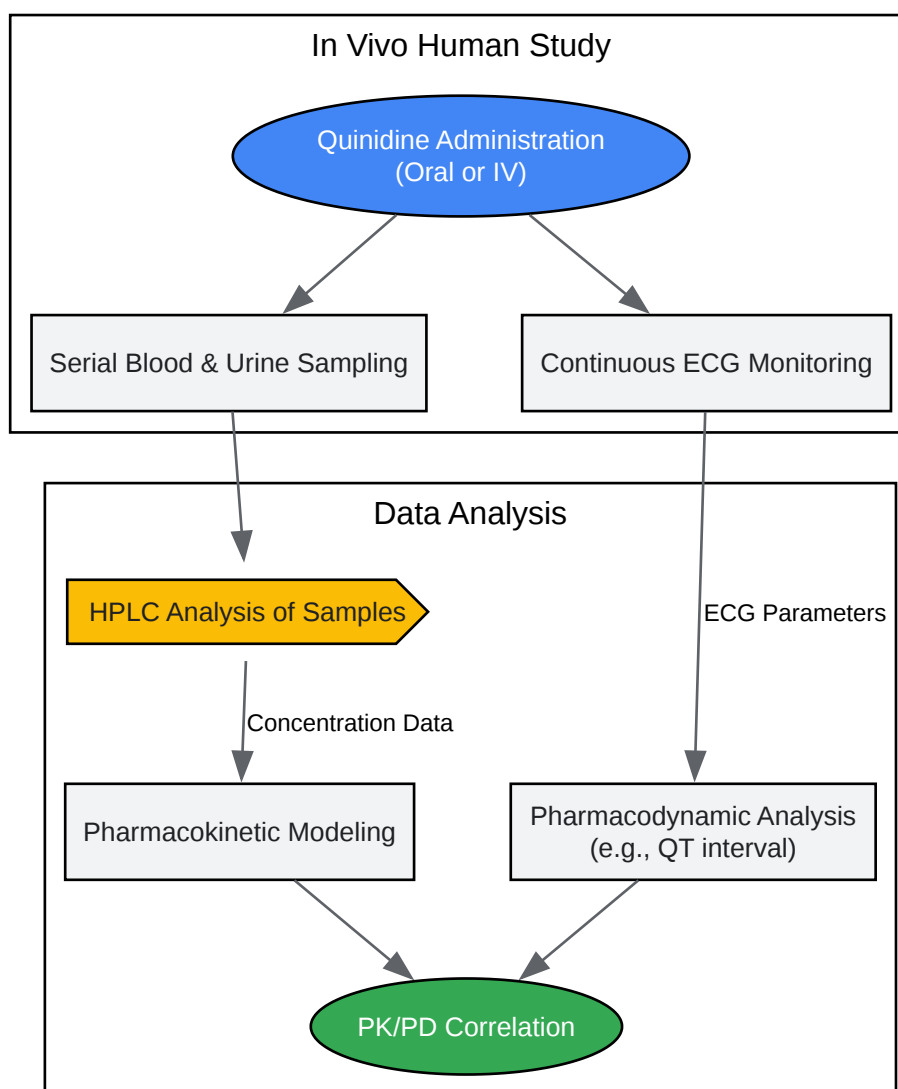 In Vivo Human Study
Quinidine Administration
(Oral or IV)
Serial Blood & Urine Sampling
Continuous ECG Monitoring
Data Analysis
HPLC Analysis of Samples
ECG Parameters
Concentration Data
Pharmacokinetic Modeling
Pharmacodynamic Analysis
(e.g., QT interval)
PK/PD Correlation